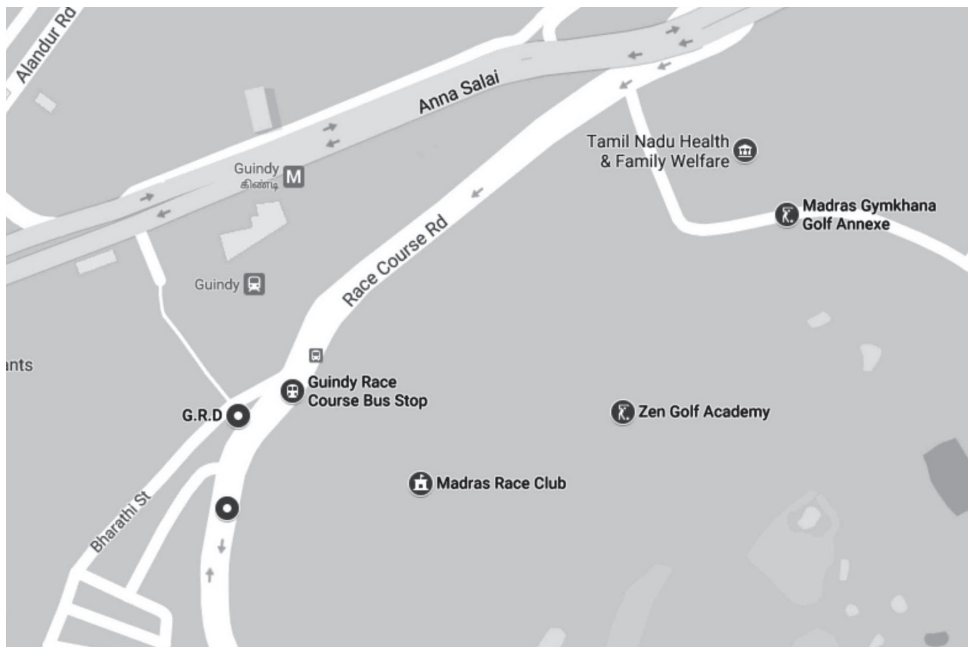 Alandur Rd
Anna Salai
Tamil Nadu Health
& Family Welfare
Guindy
கிண்டி
M
Madras Gymkhana
Golf Annexe
Race Course Rd
Guindy
ants
Guindy Race
Course Bus Stop
G.R.D
Zen Golf Academy
Madras Race Club
Bharathi St